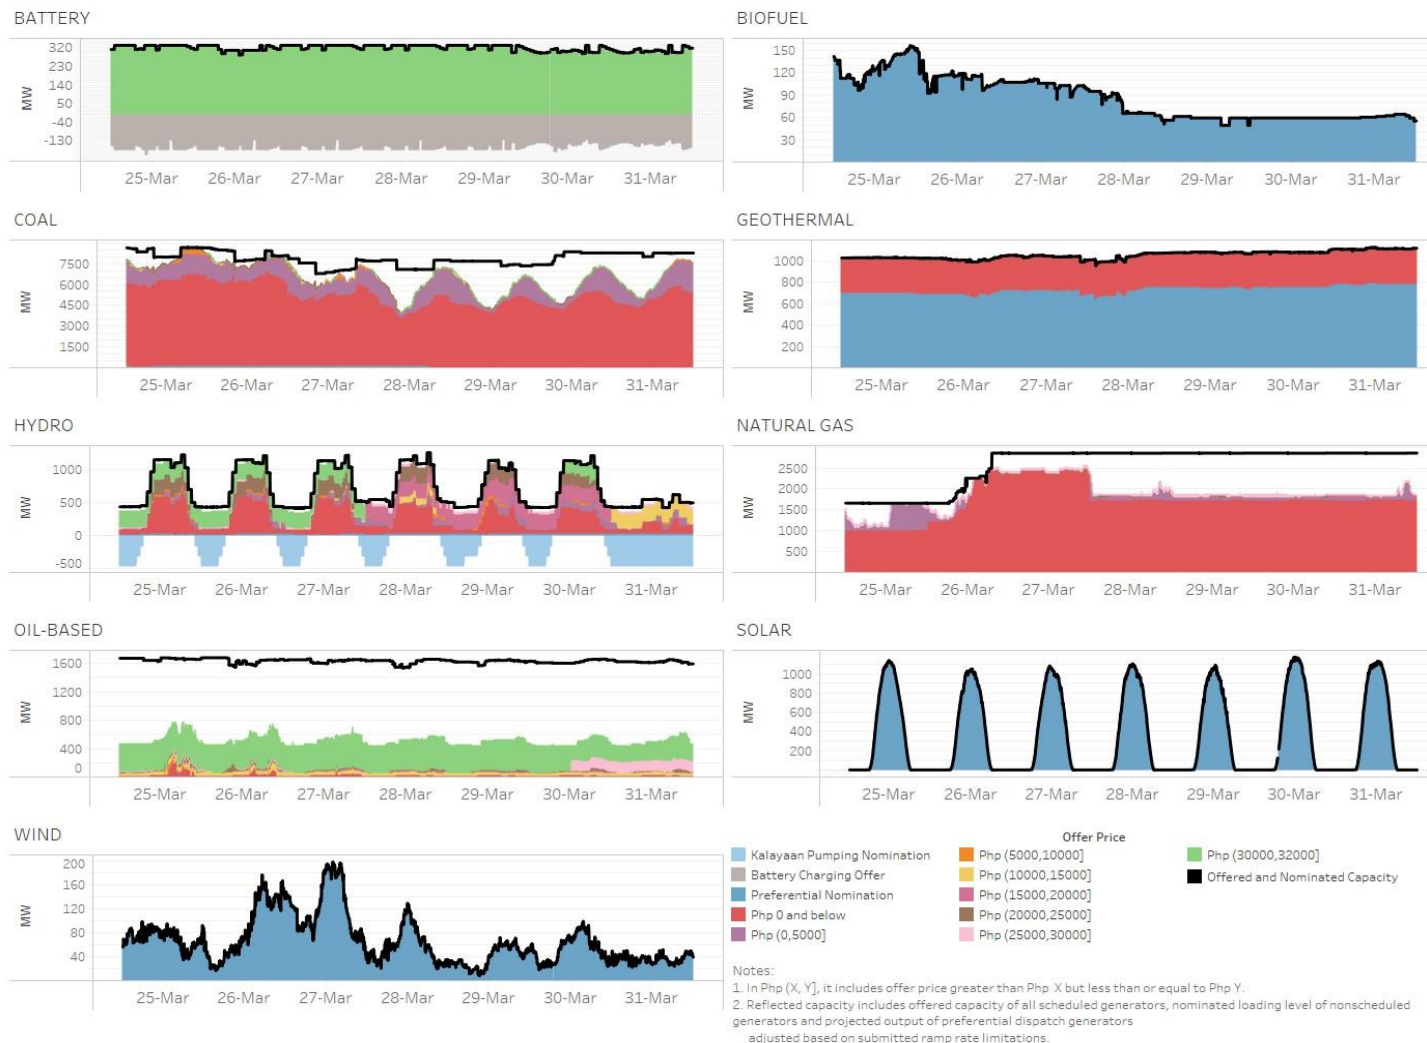 BATTERY
320
230
140
50
-40
-130
MW
25-Mar 26-Mar 27-Mar 28-Mar 29-Mar 30-Mar 31-Mar
BIOFUEL
150
120
90
60
30
MW
25-Mar 26-Mar 27-Mar 28-Mar 29-Mar 30-Mar 31-Mar
COAL
7500
6000
4500
3000
1500
MW
25-Mar 26-Mar 27-Mar 28-Mar 29-Mar 30-Mar 31-Mar
GEOTHERMAL
1000
800
600
400
200
MW
25-Mar 26-Mar 27-Mar 28-Mar 29-Mar 30-Mar 31-Mar
HYDRO
1000
500
0
-500
MW
25-Mar 26-Mar 27-Mar 28-Mar 29-Mar 30-Mar 31-Mar
NATURAL GAS
2500
2000
1500
1000
500
MW
25-Mar 26-Mar 27-Mar 28-Mar 29-Mar 30-Mar 31-Mar
OIL-BASED
1600
1200
800
400
0
MW
25-Mar 26-Mar 27-Mar 28-Mar 29-Mar 30-Mar 31-Mar
SOLAR
1000
800
600
400
200
MW
25-Mar 26-Mar 27-Mar 28-Mar 29-Mar 30-Mar 31-Mar
WIND
200
160
120
80
40
MW
25-Mar 26-Mar 27-Mar 28-Mar 29-Mar 30-Mar 31-Mar
Offer Price
Kalayaan Pumping Nomination
Battery Charging Offer
Preferential Nomination
Php 0 and below
Php (0,5000]
Php (5000,10000]
Php (10000,15000]
Php (15000,20000]
Php (20000,25000]
Php (25000,30000]
Php (30000,32000]
Offered and Nominated Capacity
Notes:
1. In Php (X, Y], it includes offer price greater than Php X but less than or equal to Php Y.
2. Reflected capacity includes offered capacity of all scheduled generators, nominated loading level of nonscheduled
generators and projected output of preferential dispatch generators
adjusted based on submitted ramp rate limitations.